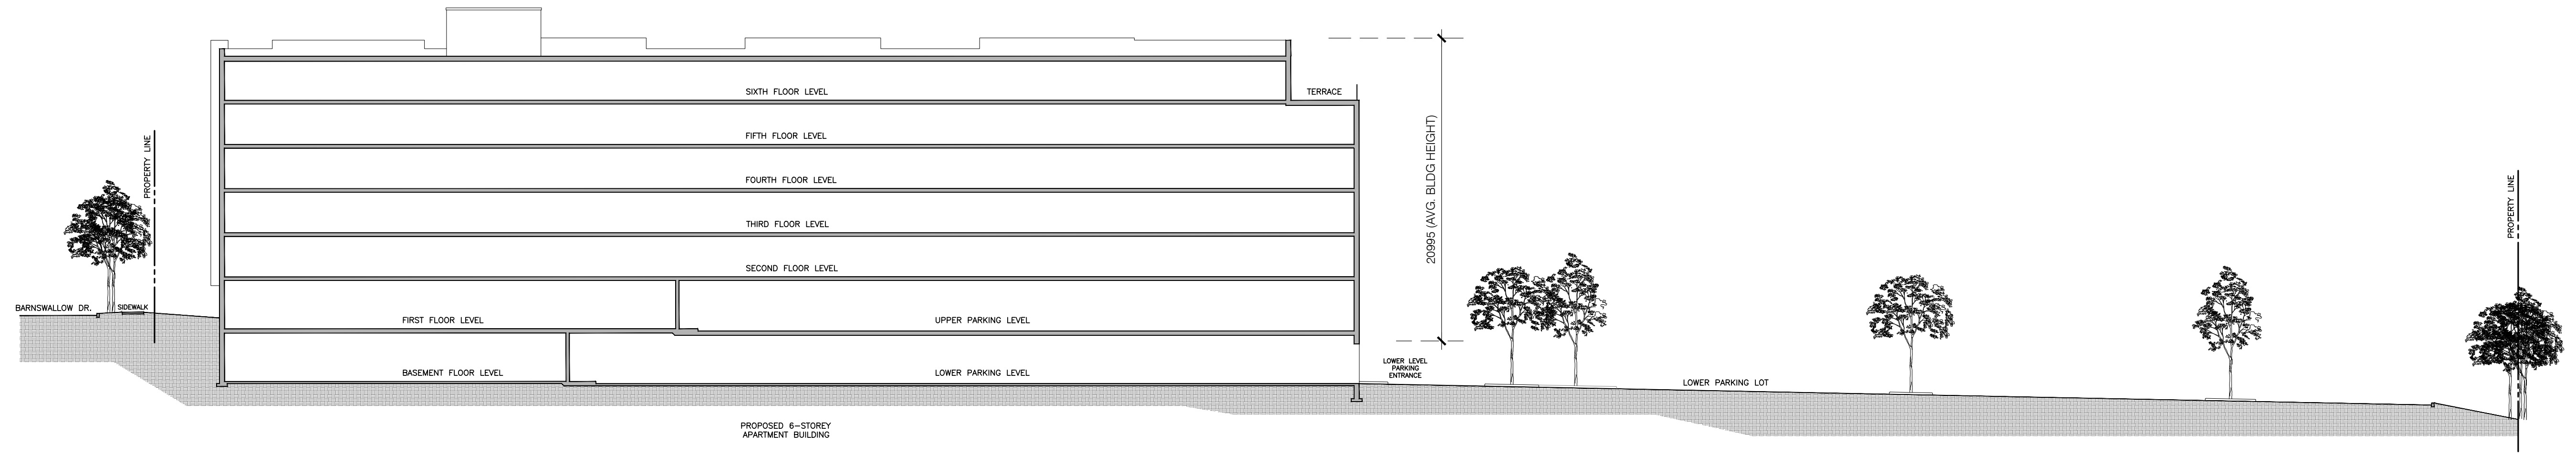 SIXTH FLOOR LEVEL
TERRACE
FIFTH FLOOR LEVEL
PROPERTY LINE
20995 (AVG. BLDG HEIGHT)
FOURTH FLOOR LEVEL
PROPERTY LINE
THIRD FLOOR LEVEL
SECOND FLOOR LEVEL
BARNSWALLOW DR.
SIDEWALK
FIRST FLOOR LEVEL
UPPER PARKING LEVEL
BASEMENT FLOOR LEVEL
LOWER PARKING LEVEL
LOWER LEVEL
PARKING
ENTRANCE
LOWER PARKING LOT
PROPOSED 6-STOREY
APARTMENT BUILDING